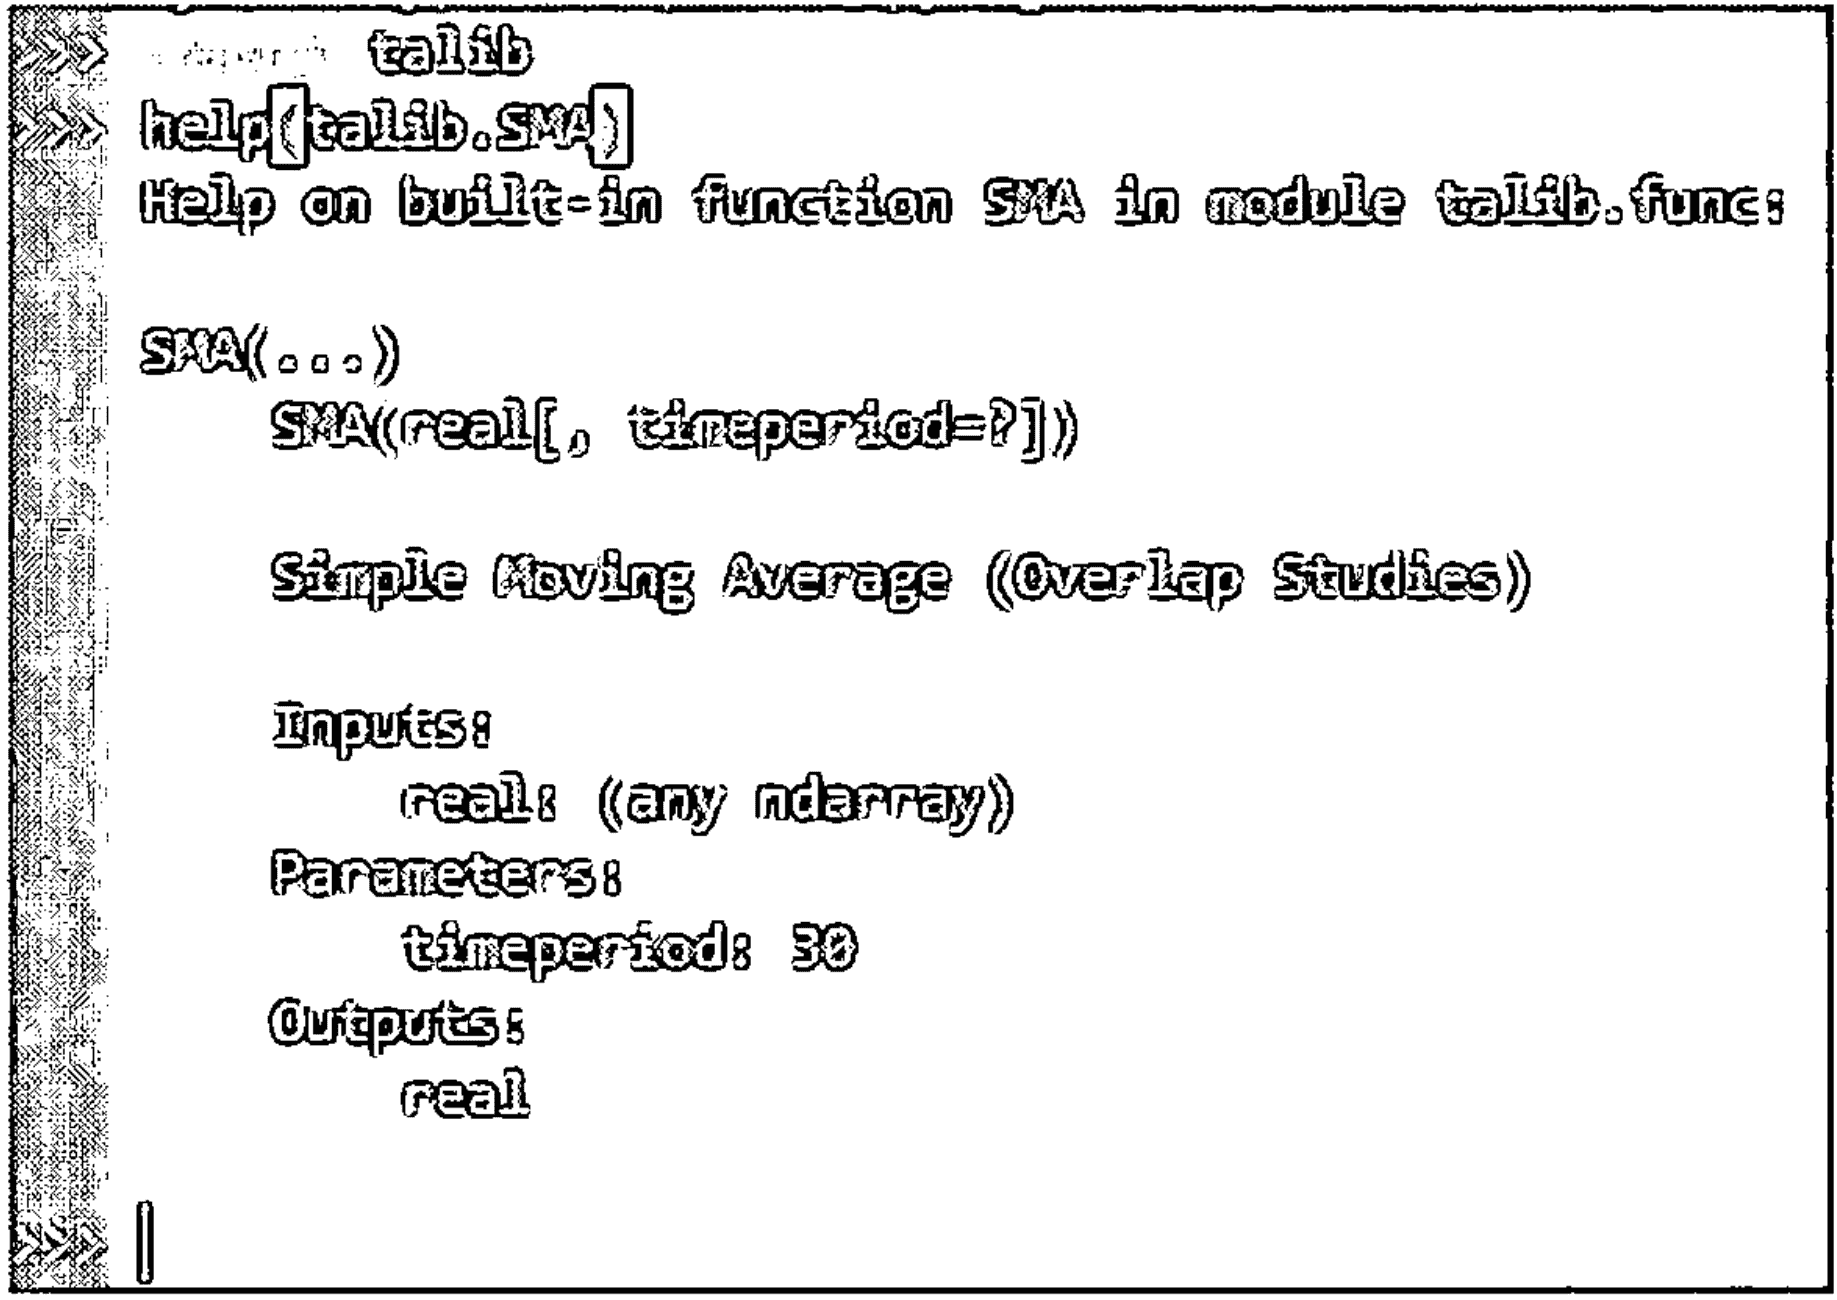 >>> talib
>>> help(talib.SMA)
Help on built-in function SMA in module talib.func:
SMA(...)
SMA(real[, timeperiod=?])
Simple Moving Average (Overlap Studies)
Inputs:
real: (any ndarray)
Parameters:
timeperiod: 30
Outputs:
real
>>>